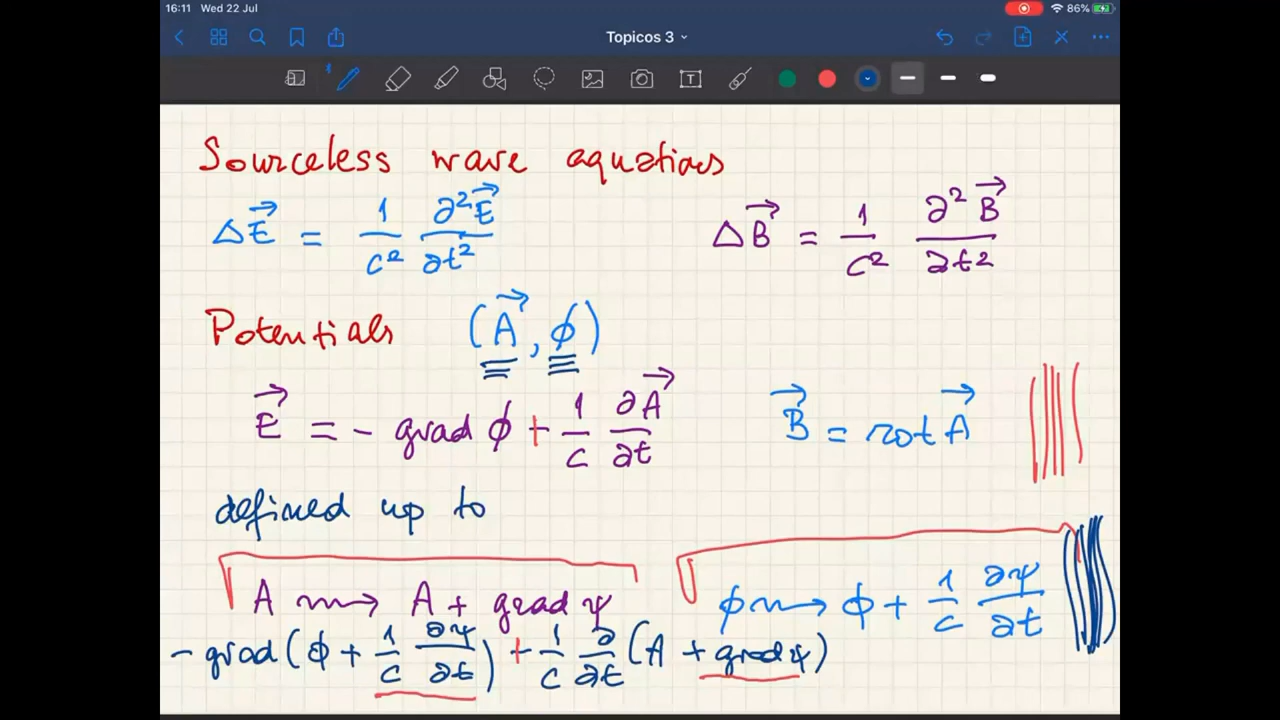 16:11 Wed 22 Jul 86%
Topicos 3
Sourceless wave aquations
ΔE⃗ = 1/c² ∂²E⃗/∂t² ΔB⃗ = 1/c² ∂²B⃗/∂t²
Potentials (A⃗, ϕ)
E⃗ = - grad ϕ + 1/c ∂A⃗/∂t B⃗ = rot A⃗
defined up to
A ⇝ A + grad ψ ϕ ⇝ ϕ + 1/c ∂ψ/∂t
- grad(ϕ + 1/c ∂ψ/∂t) + 1/c ∂/∂t (A + grad ψ)